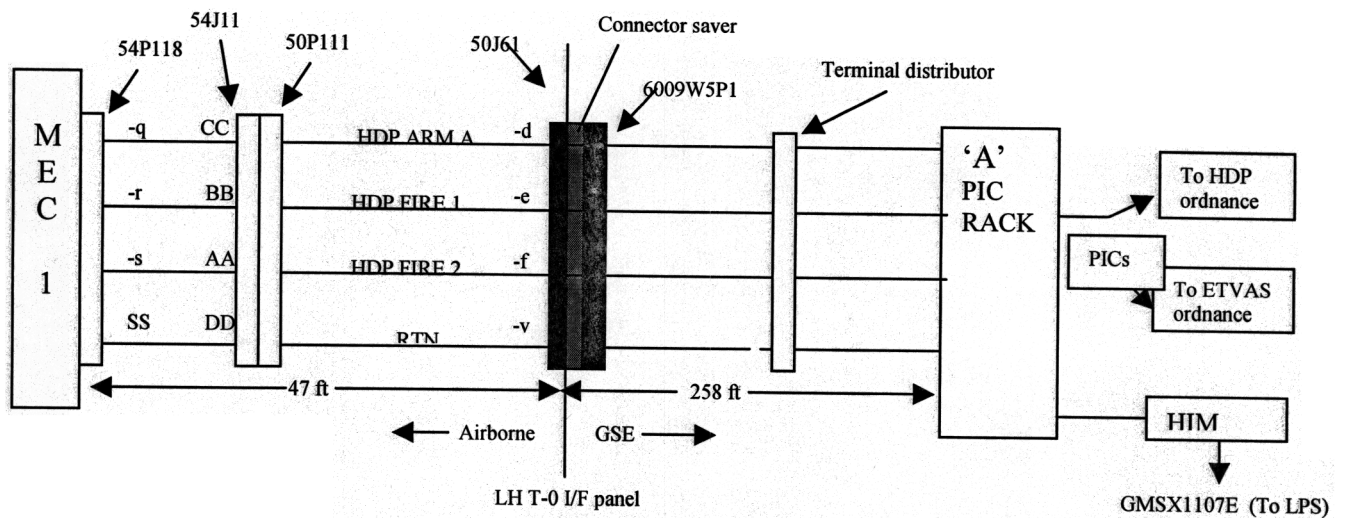 54J11
54P118
50P111
50J61
Connector saver
6009W5P1
Terminal distributor
M
E
C
1
-q CC HDP ARM A -d
-r BB HDP FIRE 1 -e
-s AA HDP FIRE 2 -f
SS DD RTN -v
'A'
PIC
RACK
To HDP
ordnance
PICs
To ETVAS
ordnance
47 ft
258 ft
Airborne
GSE
HIM
LH T-0 I/F panel
GMSX1107E (To LPS)